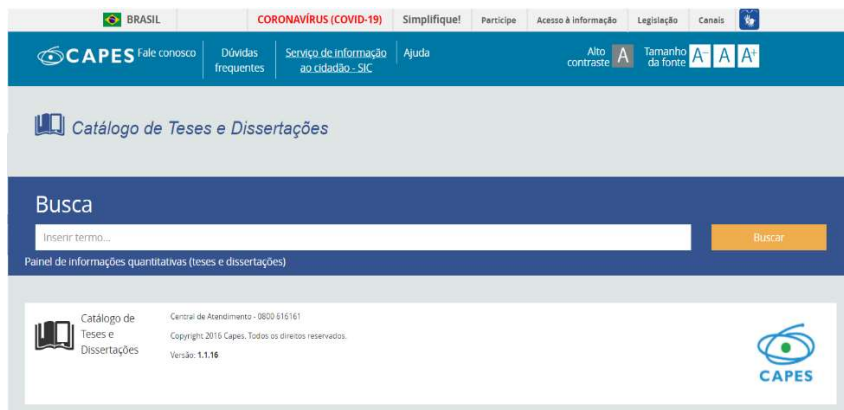 BRASIL CORONAVÍRUS (COVID-19) Simplifique! Participe Acesso à informação Legislação Canais
CAPES Fale conosco Dúvidas frequentes Serviço de informação ao cidadão - SIC Ajuda Alto contraste A Tamanho da fonte A- A A+
Catálogo de Teses e Dissertações
Busca
Inserir termo... Buscar
Painel de informações quantitativas (teses e dissertações)
Catálogo de
Teses e
Dissertações
Central de Atendimento - 0800 616161
Copyright 2016 Capes. Todos os direitos reservados.
Versão: 1.1.16
CAPES